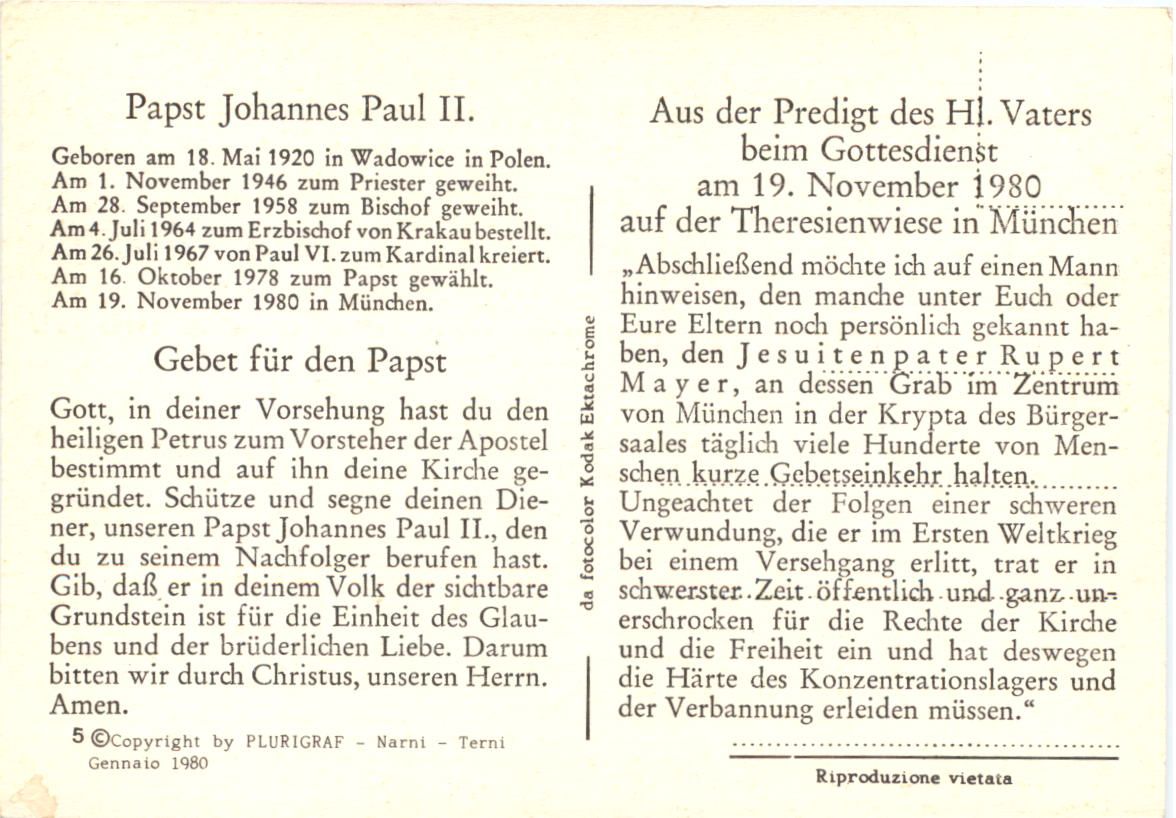 Papst Johannes Paul II.
Geboren am 18. Mai 1920 in Wadowice in Polen.
Am 1. November 1946 zum Priester geweiht.
Am 28. September 1958 zum Bischof geweiht.
Am 4. Juli 1964 zum Erzbischof von Krakau bestellt.
Am 26. Juli 1967 von Paul VI. zum Kardinal kreiert.
Am 16. Oktober 1978 zum Papst gewählt.
Am 19. November 1980 in München.
Gebet für den Papst
Gott, in deiner Vorsehung hast du den
heiligen Petrus zum Vorsteher der Apostel
bestimmt und auf ihn deine Kirche ge-
gründet. Schütze und segne deinen Die-
ner, unseren Papst Johannes Paul II., den
du zu seinem Nachfolger berufen hast.
Gib, daß er in deinem Volk der sichtbare
Grundstein ist für die Einheit des Glau-
bens und der brüderlichen Liebe. Darum
bitten wir durch Christus, unseren Herrn.
Amen.
5 ©Copyright by PLURIGRAF - Narni - Terni
Gennaio 1980
da fotocolor Kodak Ektachrome
Aus der Predigt des Hl. Vaters
beim Gottesdienst
am 19. November 1980
auf der Theresienwiese in München
„Abschließend möchte ich auf einen Mann
hinweisen, den manche unter Euch oder
Eure Eltern noch persönlich gekannt ha-
ben, den Jesuitenpater Rupert
Mayer, an dessen Grab im Zentrum
von München in der Krypta des Bürger-
saales täglich viele Hunderte von Men-
schen kurze Gebetseinkehr halten.
Ungeachtet der Folgen einer schweren
Verwundung, die er im Ersten Weltkrieg
bei einem Versehgang erlitt, trat er in
schwerster Zeit öffentlich und ganz un-
erschrocken für die Rechte der Kirche
und die Freiheit ein und hat deswegen
die Härte des Konzentrationslagers und
der Verbannung erleiden müssen.“
Riproduzione vietata